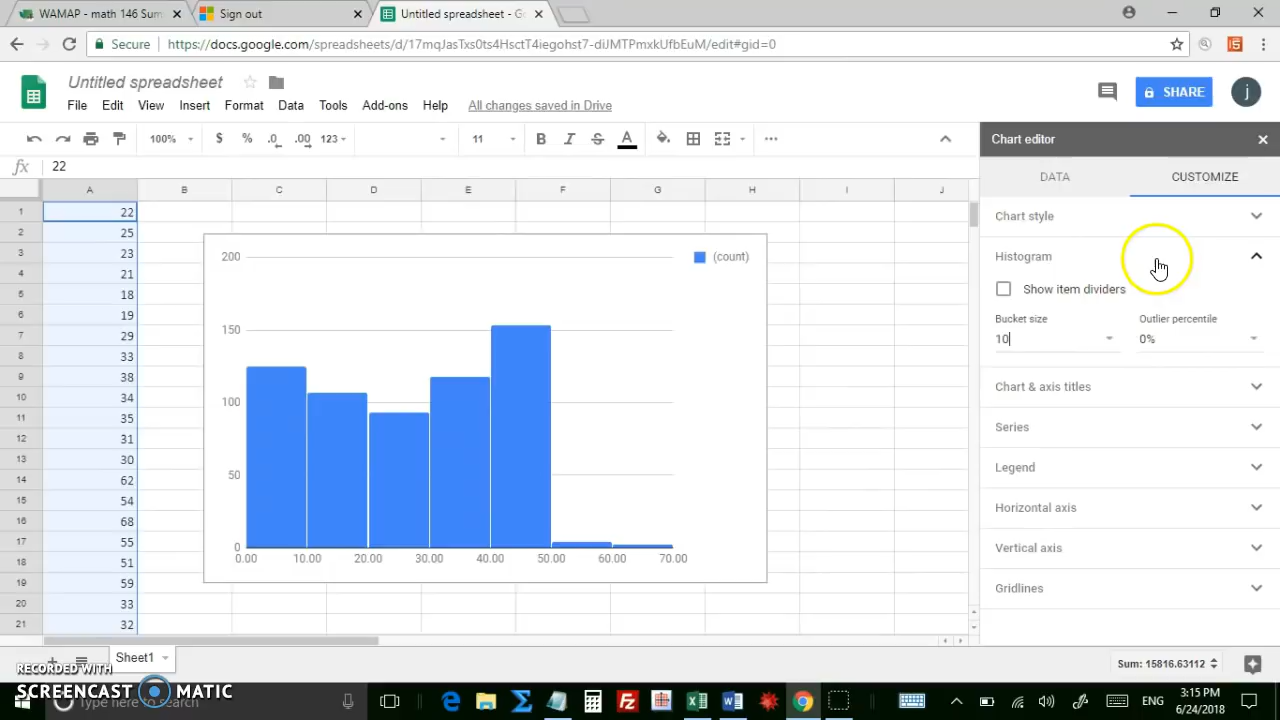 WAMAP - math 146 Sum
Sign out
Untitled spreadsheet - Go
Secure
https://docs.google.com/spreadsheets/d/17mqJasTxs0ts4HsctT4iegohst7-diJMTPmxkUfbEuM/edit#gid=0
Untitled spreadsheet
SHARE
j
File Edit View Insert Format Data Tools Add-ons Help All changes saved in Drive
100% $ % .0 .00 123 11 B I S A
fx 22
Chart editor
DATA CUSTOMIZE
A B C D E F G H I J
1 22
2 25
3 23
4 21
5 18
6 19
7 29
8 33
9 38
10 34
11 35
12 31
13 30
14 62
15 54
16 68
17 55
18 51
19 59
20 33
21 32
200
150
100
50
0
0.00 10.00 20.00 30.00 40.00 50.00 60.00 70.00
(count)
Chart style
Histogram
Show item dividers
Bucket size Outlier percentile
10 0%
Chart & axis titles
Series
Legend
Horizontal axis
Vertical axis
Gridlines
Sheet1
Sum: 15816.63112
RECORDED WITH
SCREENCAST MATIC
Type here to search
ENG
3:15 PM
6/24/2018